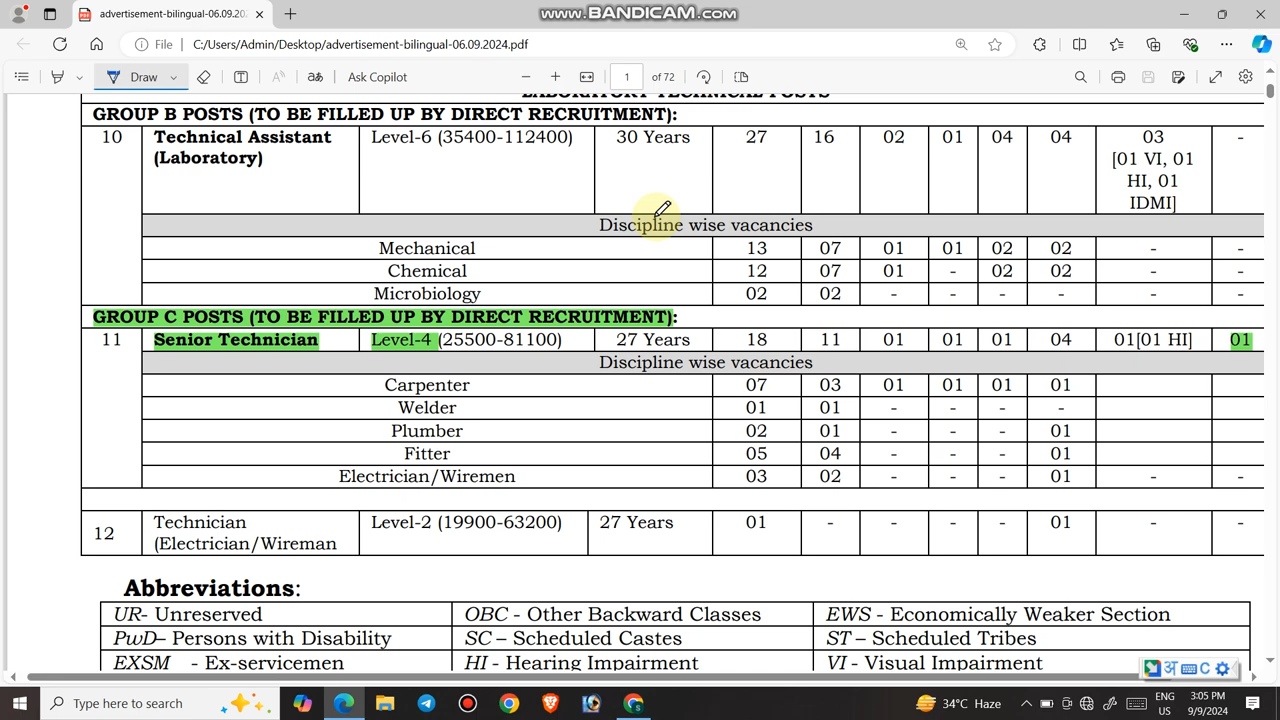 advertisement-bilingual-06.09.202
WWW.BANDICAM.COM
File C:/Users/Admin/Desktop/advertisement-bilingual-06.09.2024.pdf
Draw Ask Copilot 1 of 72
LABORATORY TECHNICAL POSTS
GROUP B POSTS (TO BE FILLED UP BY DIRECT RECRUITMENT):
10 Technical Assistant (Laboratory) Level-6 (35400-112400) 30 Years 27 16 02 01 04 04 03 [01 VI, 01 HI, 01 IDMI] -
Discipline wise vacancies
Mechanical 13 07 01 01 02 02 - -
Chemical 12 07 01 - 02 02 - -
Microbiology 02 02 - - - - - -
GROUP C POSTS (TO BE FILLED UP BY DIRECT RECRUITMENT):
11 Senior Technician Level-4 (25500-81100) 27 Years 18 11 01 01 01 04 01[01 HI] 01
Discipline wise vacancies
Carpenter 07 03 01 01 01 01
Welder 01 01 - - - -
Plumber 02 01 - - - 01
Fitter 05 04 - - - 01
Electrician/Wiremen 03 02 - - - 01 - -
12 Technician (Electrician/Wireman Level-2 (19900-63200) 27 Years 01 - - - - 01 - -
Abbreviations:
UR- Unreserved OBC - Other Backward Classes EWS - Economically Weaker Section
PwD– Persons with Disability SC – Scheduled Castes ST – Scheduled Tribes
EXSM - Ex-servicemen HI - Hearing Impairment VI - Visual Impairment
अ C
Type here to search 34°C Haze ENG US 3:05 PM 9/9/2024